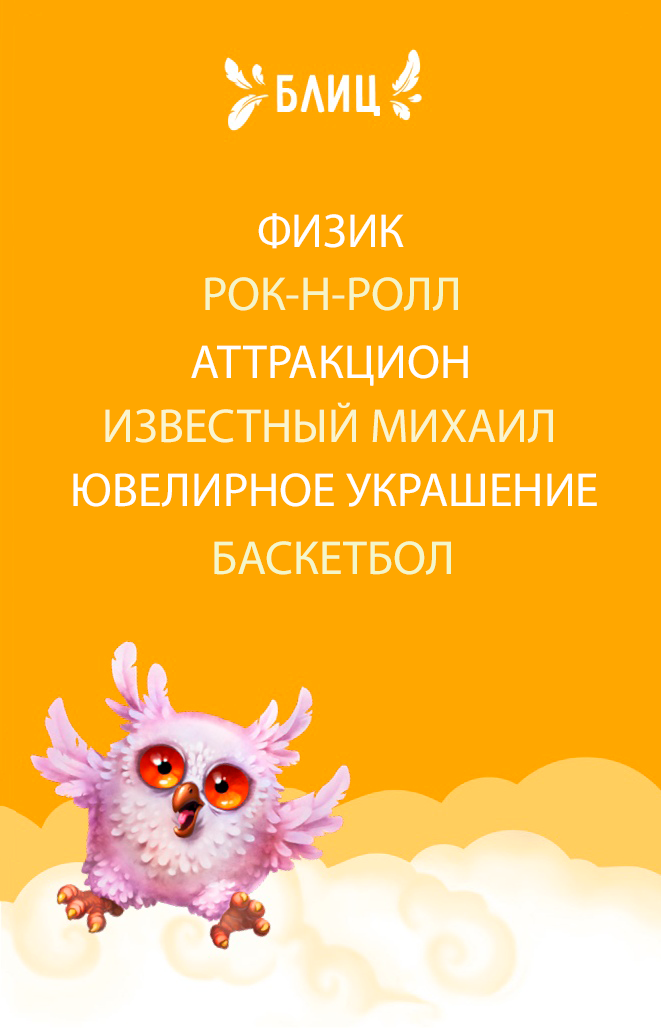 БЛИЦ
ФИЗИК
РОК-Н-РОЛЛ
АТТРАКЦИОН
ИЗВЕСТНЫЙ МИХАИЛ
ЮВЕЛИРНОЕ УКРАШЕНИЕ
БАСКЕТБОЛ